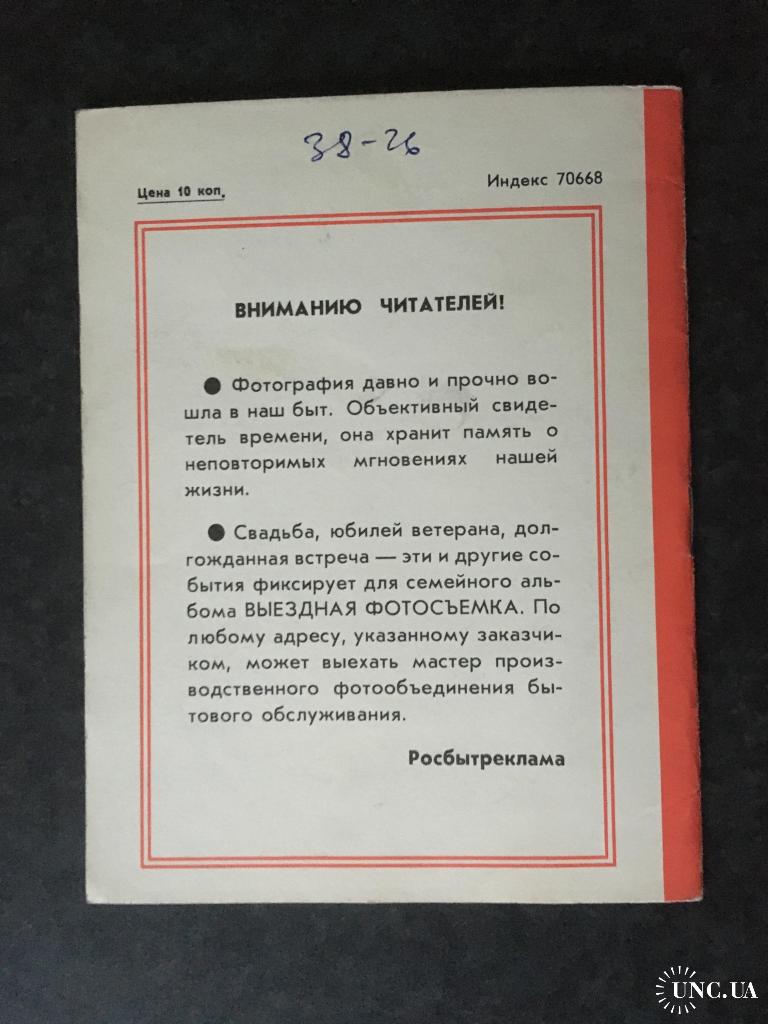 38-26
Цена 10 коп.
Индекс 70668
ВНИМАНИЮ ЧИТАТЕЛЕЙ!
● Фотография давно и прочно во-
шла в наш быт. Объективный свиде-
тель времени, она хранит память о
неповторимых мгновениях нашей
жизни.
● Свадьба, юбилей ветерана, дол-
гожданная встреча — эти и другие со-
бытия фиксирует для семейного аль-
бома ВЫЕЗДНАЯ ФОТОСЪЕМКА. По
любому адресу, указанному заказчи-
ком, может выехать мастер произ-
водственного фотообъединения бы-
тового обслуживания.
Росбытреклама
UNC.UA